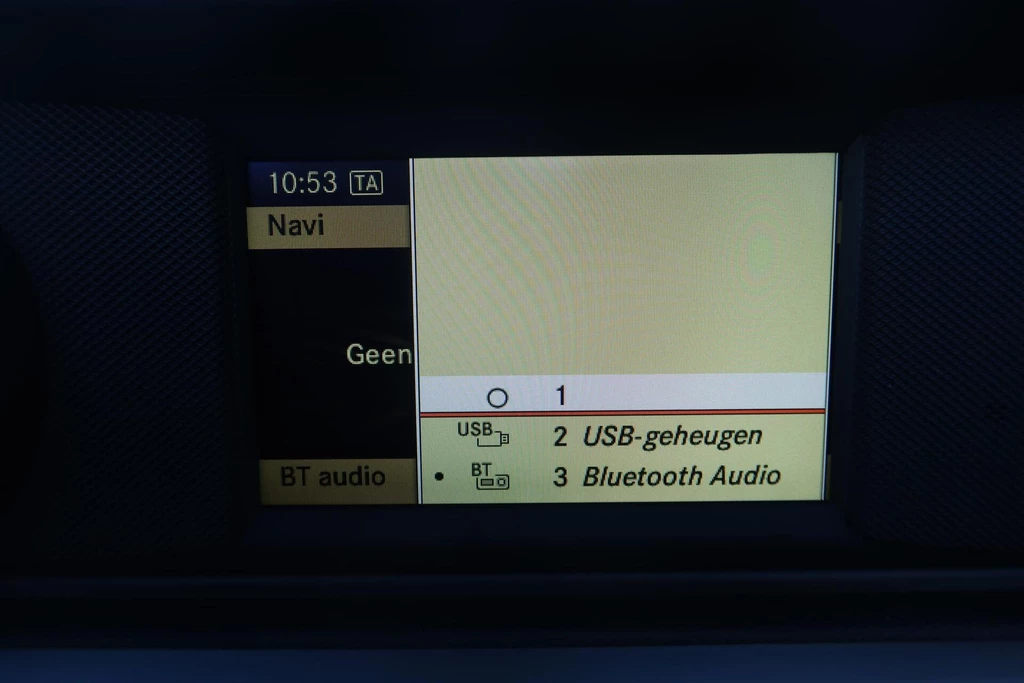 10:53 TA
Navi
Geen
1
USB 2 USB-geheugen
BT 3 Bluetooth Audio
BT audio